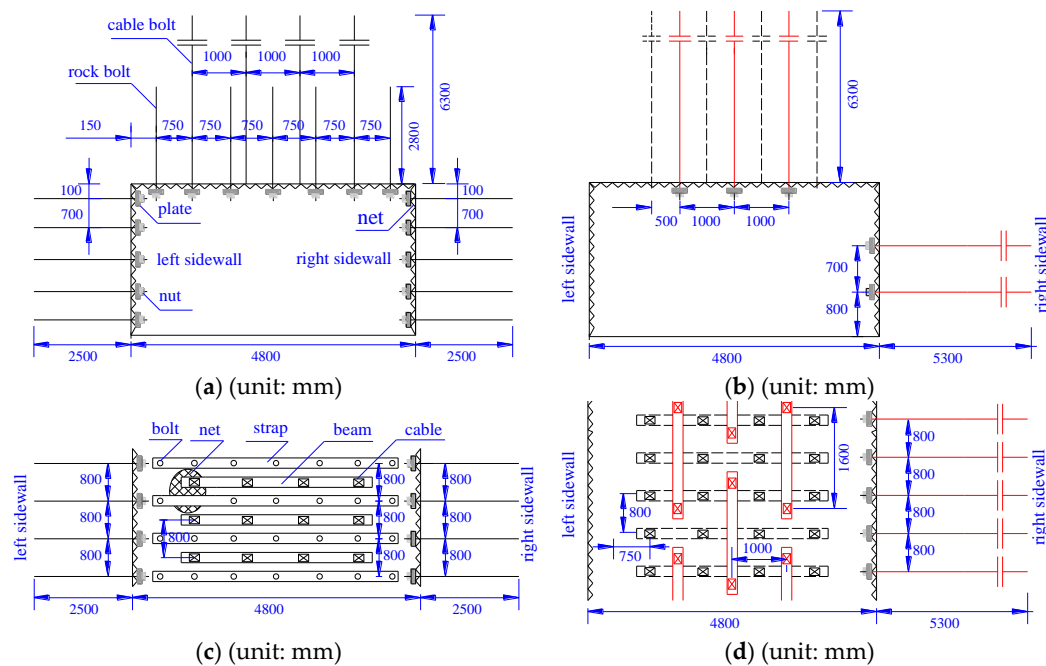 cable bolt
1000 1000 1000
rock bolt
6300
150 750 750 750 750 750 750
2800
100 100
plate net
700 700
left sidewall right sidewall
nut
2500 4800 2500
(a) (unit: mm)
6300
500 1000 1000
left sidewall
700
800
right sidewall
4800 5300
(b) (unit: mm)
bolt net strap beam cable
left sidewall
800 800 800
800 800 800
800
800 800 800
right sidewall
2500 4800 2500
(c) (unit: mm)
left sidewall
800
1600
800
800
800
800
750 1000
right sidewall
4800 5300
(d) (unit: mm)